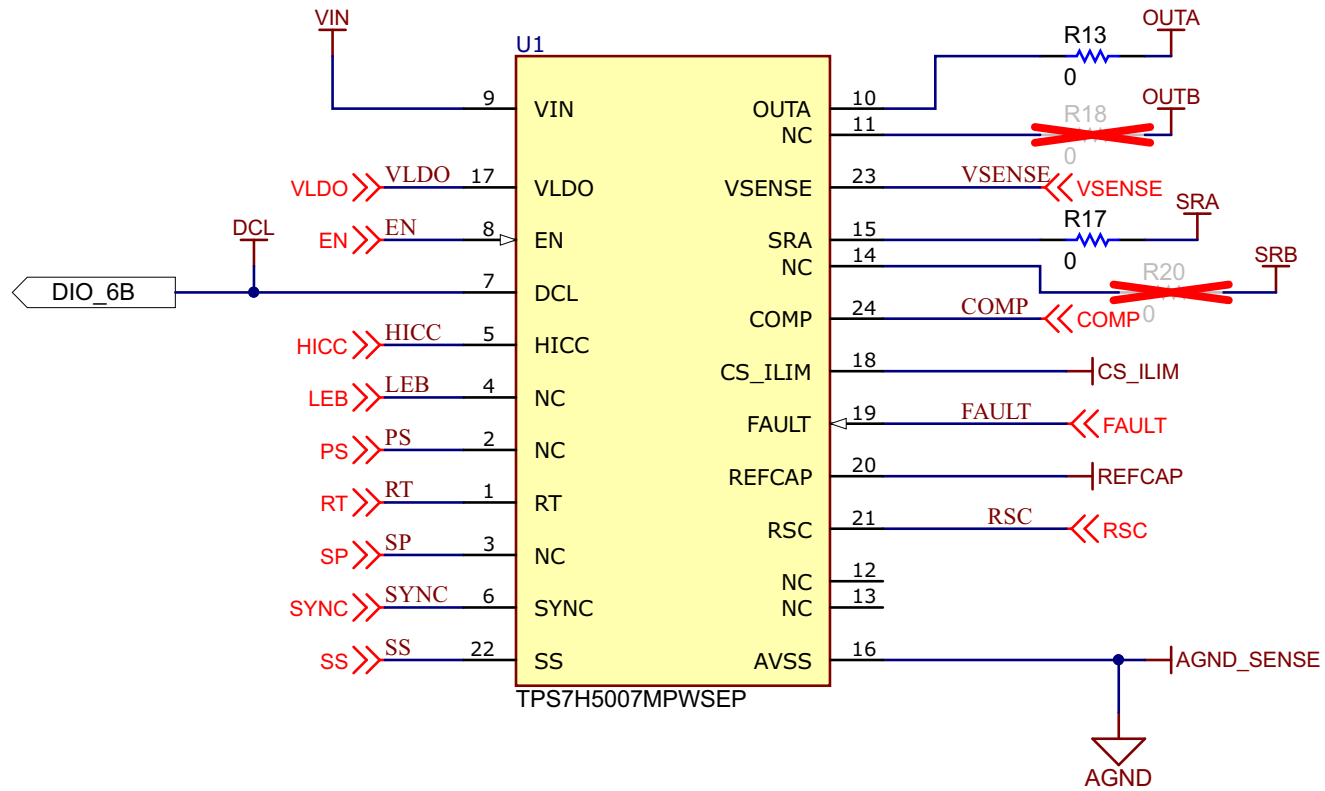 VIN
OUTA
U1
R13
0
9
VIN
OUTA
10
OUTB
NC
11
R18
0
VLDO
VLDO
17
VLDO
VSENSE
23
VSENSE
VSENSE
DCL
EN
EN
8
EN
SRA
15
R17
0
SRA
NC
14
R20
0
SRB
DIO_6B
7
DCL
COMP
24
COMP
COMP
HICC
HICC
5
HICC
CS_ILIM
18
CS_ILIM
LEB
LEB
4
NC
FAULT
19
FAULT
FAULT
PS
PS
2
NC
REFCAP
20
REFCAP
RT
RT
1
RT
RSC
21
RSC
RSC
SP
SP
3
NC
NC
12
SYNC
SYNC
6
SYNC
NC
13
SS
SS
22
SS
AVSS
16
AGND_SENSE
TPS7H5007MPWSEP
AGND